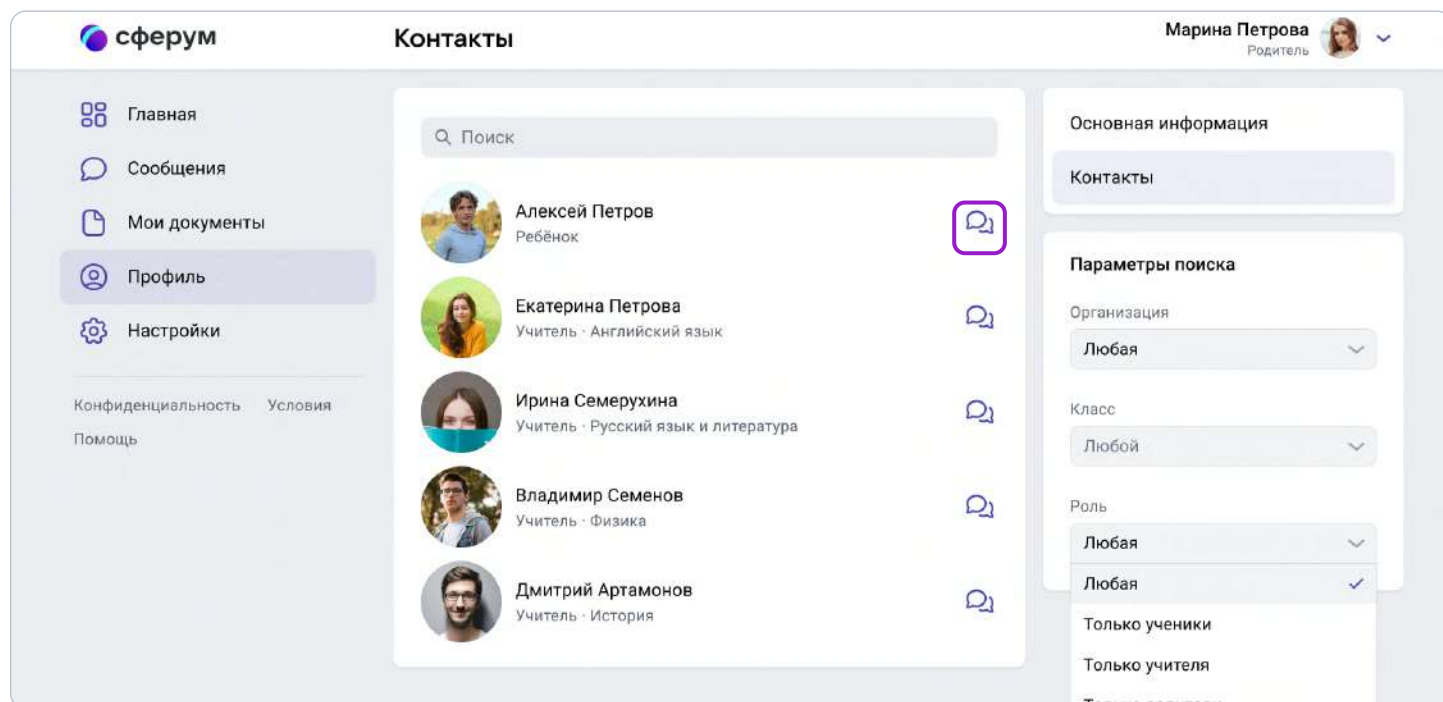 сферум
Контакты
Марина Петрова
Родитель
Главная
Сообщения
Мои документы
Профиль
Настройки
Конфиденциальность Условия
Помощь
Поиск
Алексей Петров
Ребёнок
Екатерина Петрова
Учитель · Английский язык
Ирина Семерухина
Учитель · Русский язык и литература
Владимир Семенов
Учитель · Физика
Дмитрий Артамонов
Учитель · История
Основная информация
Контакты
Параметры поиска
Организация
Любая
Класс
Любой
Роль
Любая
Любая
Только ученики
Только учителя